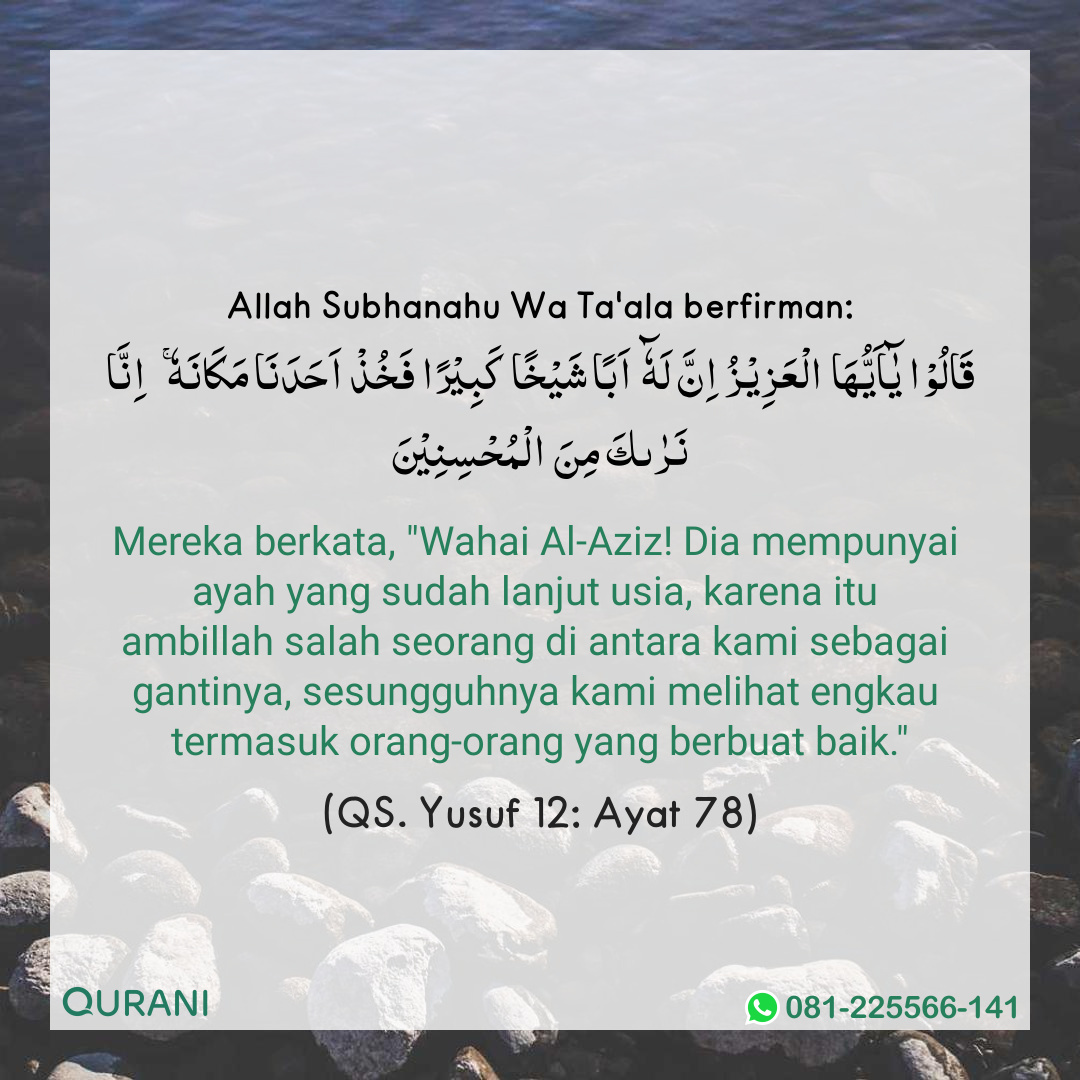 Allah Subhanahu Wa Ta'ala berfirman:
قَالُوْا يٰۤاَيُّهَا الْعَزِيْزُ اِنَّ لَهٗۤ اَبًا شَيْخًا كَبِيْرًا فَخُذْ اَحَدَنَا مَكَانَهٗ ۚ اِنَّا
نَـرٰٮكَ مِنَ الْمُحْسِنِيْنَ
Mereka berkata, "Wahai Al-Aziz! Dia mempunyai
ayah yang sudah lanjut usia, karena itu
ambillah salah seorang di antara kami sebagai
gantinya, sesungguhnya kami melihat engkau
termasuk orang-orang yang berbuat baik."
(QS. Yusuf 12: Ayat 78)
QURANI
081-225566-141